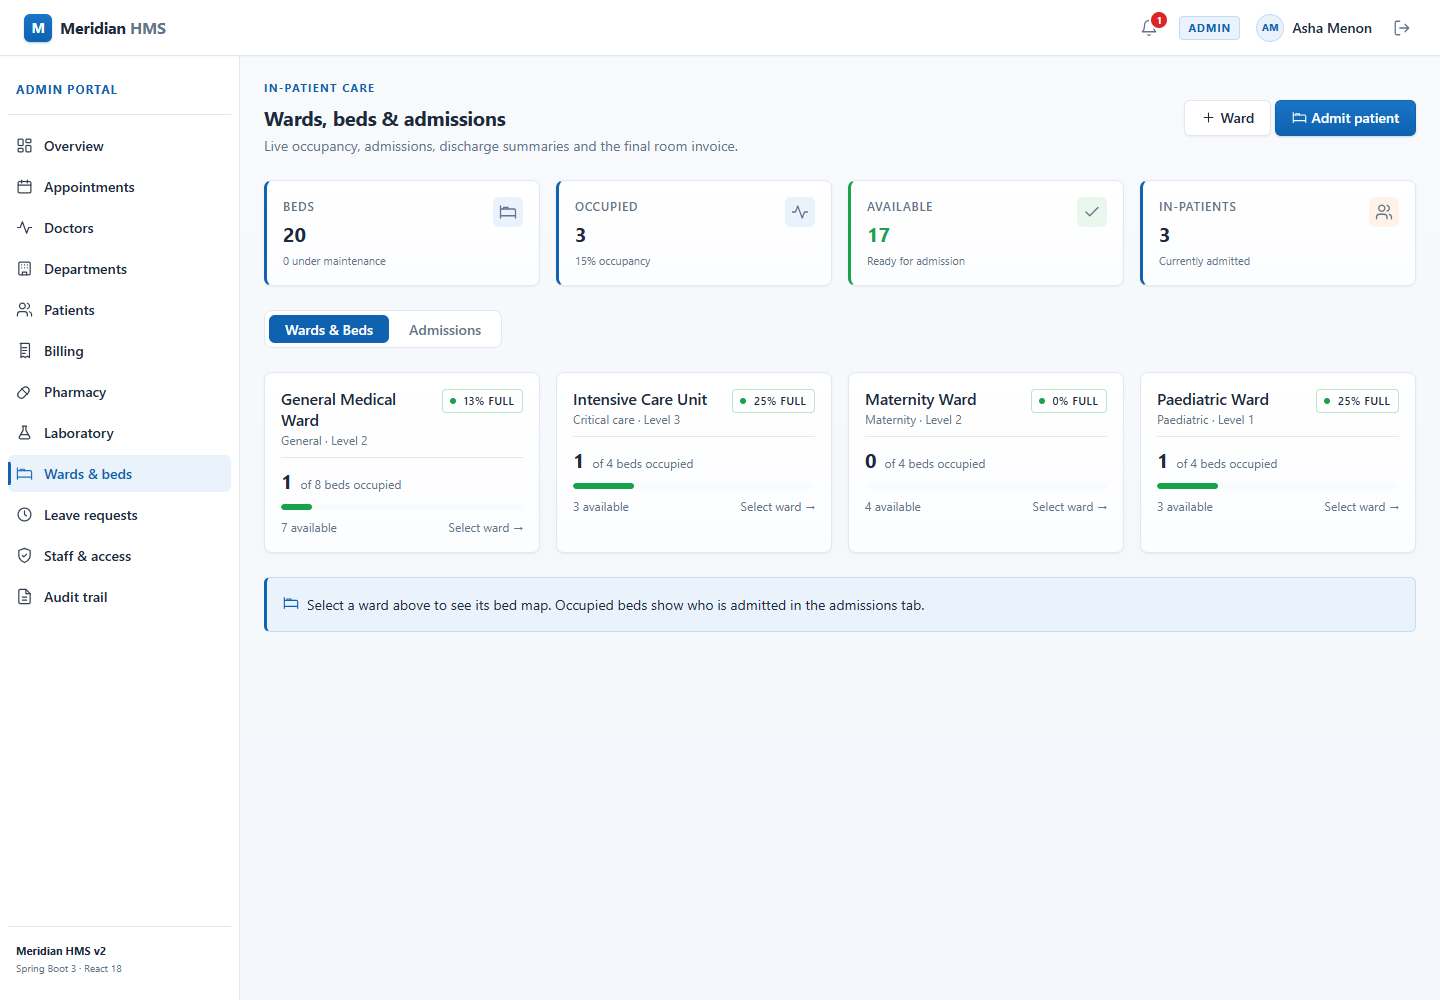 M Meridian HMS
1
ADMIN
AM Asha Menon
ADMIN PORTAL
Overview
Appointments
Doctors
Departments
Patients
Billing
Pharmacy
Laboratory
Wards & beds
Leave requests
Staff & access
Audit trail
Meridian HMS v2
Spring Boot 3 · React 18
IN-PATIENT CARE
Wards, beds & admissions
Live occupancy, admissions, discharge summaries and the final room invoice.
+ Ward
Admit patient
BEDS
20
0 under maintenance
OCCUPIED
3
15% occupancy
AVAILABLE
17
Ready for admission
IN-PATIENTS
3
Currently admitted
Wards & Beds
Admissions
General Medical
Ward
13% FULL
General · Level 2
1 of 8 beds occupied
7 available
Select ward →
Intensive Care Unit
25% FULL
Critical care · Level 3
1 of 4 beds occupied
3 available
Select ward →
Maternity Ward
0% FULL
Maternity · Level 2
0 of 4 beds occupied
4 available
Select ward →
Paediatric Ward
25% FULL
Paediatric · Level 1
1 of 4 beds occupied
3 available
Select ward →
Select a ward above to see its bed map. Occupied beds show who is admitted in the admissions tab.